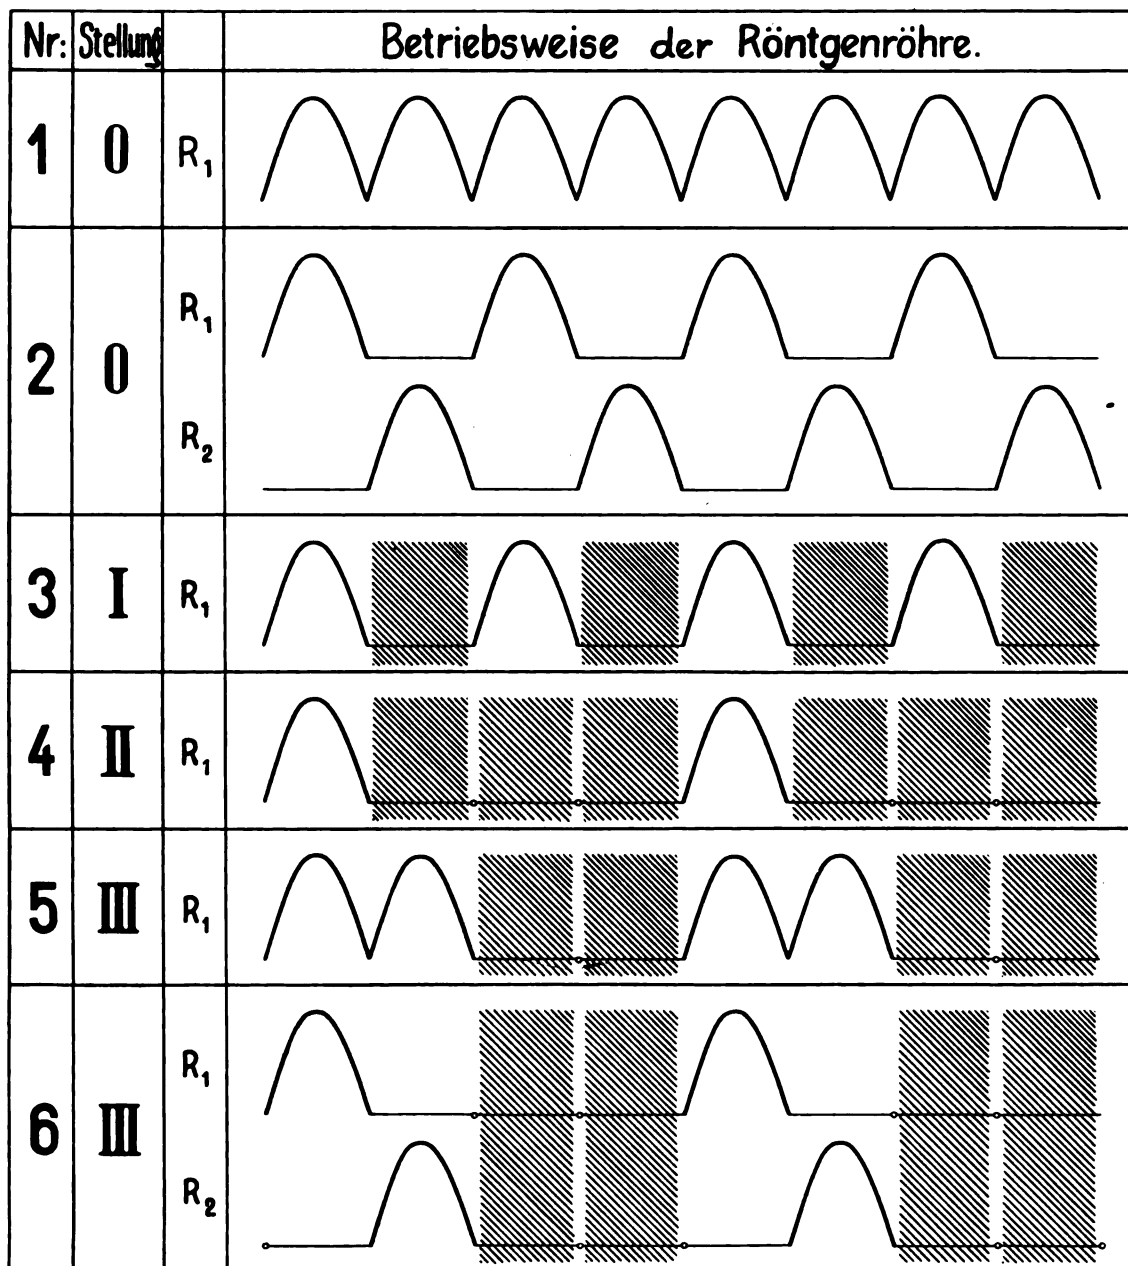 Nr: Stellung Betriebsweise der Röntgenröhre.
1 0 R₁
2 0 R₁
R₂
3 I R₁
4 II R₁
5 III R₁
6 III R₁
R₂